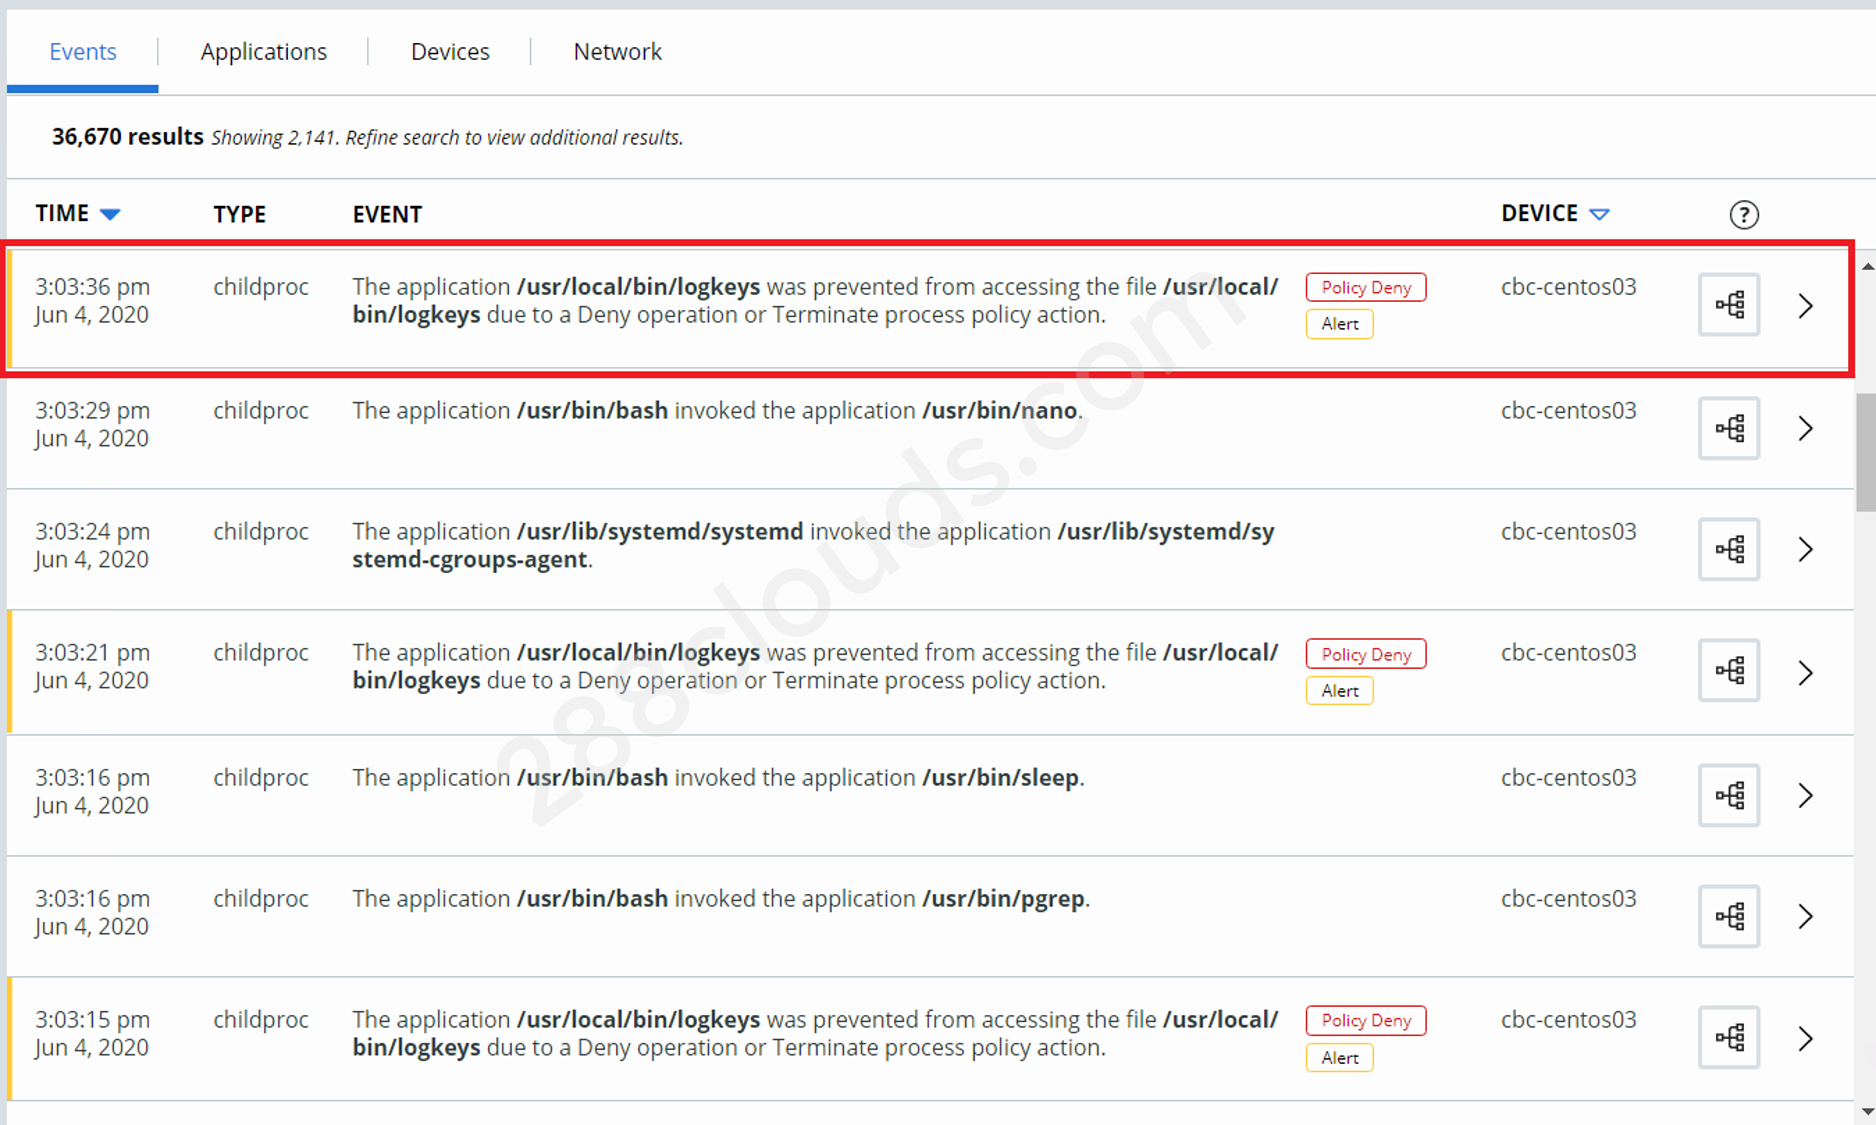 Events Applications Devices Network
36,670 results Showing 2,141. Refine search to view additional results.
TIME TYPE EVENT DEVICE ?
3:03:36 pm childproc The application /usr/local/bin/logkeys was prevented from accessing the file /usr/local/ Policy Deny cbc-centos03
Jun 4, 2020 bin/logkeys due to a Deny operation or Terminate process policy action. Alert
3:03:29 pm childproc The application /usr/bin/bash invoked the application /usr/bin/nano. cbc-centos03
Jun 4, 2020
3:03:24 pm childproc The application /usr/lib/systemd/systemd invoked the application /usr/lib/systemd/sy cbc-centos03
Jun 4, 2020 stemd-cgroups-agent.
3:03:21 pm childproc The application /usr/local/bin/logkeys was prevented from accessing the file /usr/local/ Policy Deny cbc-centos03
Jun 4, 2020 bin/logkeys due to a Deny operation or Terminate process policy action. Alert
3:03:16 pm childproc The application /usr/bin/bash invoked the application /usr/bin/sleep. cbc-centos03
Jun 4, 2020
3:03:16 pm childproc The application /usr/bin/bash invoked the application /usr/bin/pgrep. cbc-centos03
Jun 4, 2020
3:03:15 pm childproc The application /usr/local/bin/logkeys was prevented from accessing the file /usr/local/ Policy Deny cbc-centos03
Jun 4, 2020 bin/logkeys due to a Deny operation or Terminate process policy action. Alert
288clouds.com